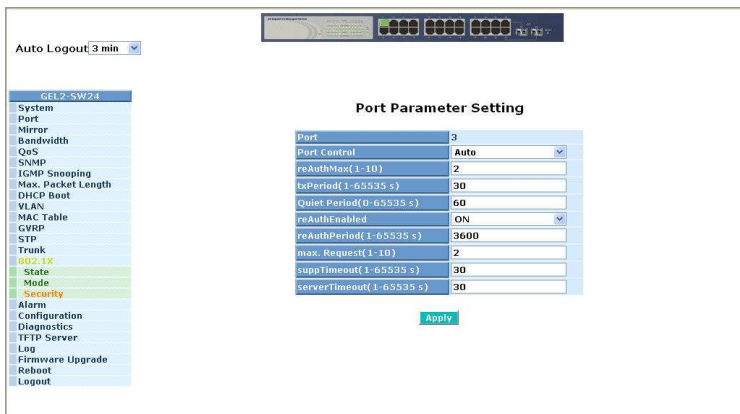 Auto Logout 3 min
GEL2-SW24
System
Port
Mirror
Bandwidth
QoS
SNMP
IGMP Snooping
Max. Packet Length
DHCP Boot
VLAN
MAC Table
GVRP
STP
Trunk
802.1X
State
Mode
Security
Alarm
Configuration
Diagnostics
TFTP Server
Log
Firmware Upgrade
Reboot
Logout
Port Parameter Setting
Port 3
Port Control Auto
reAuthMax(1-10) 2
txPeriod(1-65535 s) 30
Quiet Period(0-65535 s) 60
reAuthEnabled ON
reAuthPeriod(1-65535 s) 3600
max. Request(1-10) 2
suppTimeout(1-65535 s) 30
serverTimeout(1-65535 s) 30
Apply